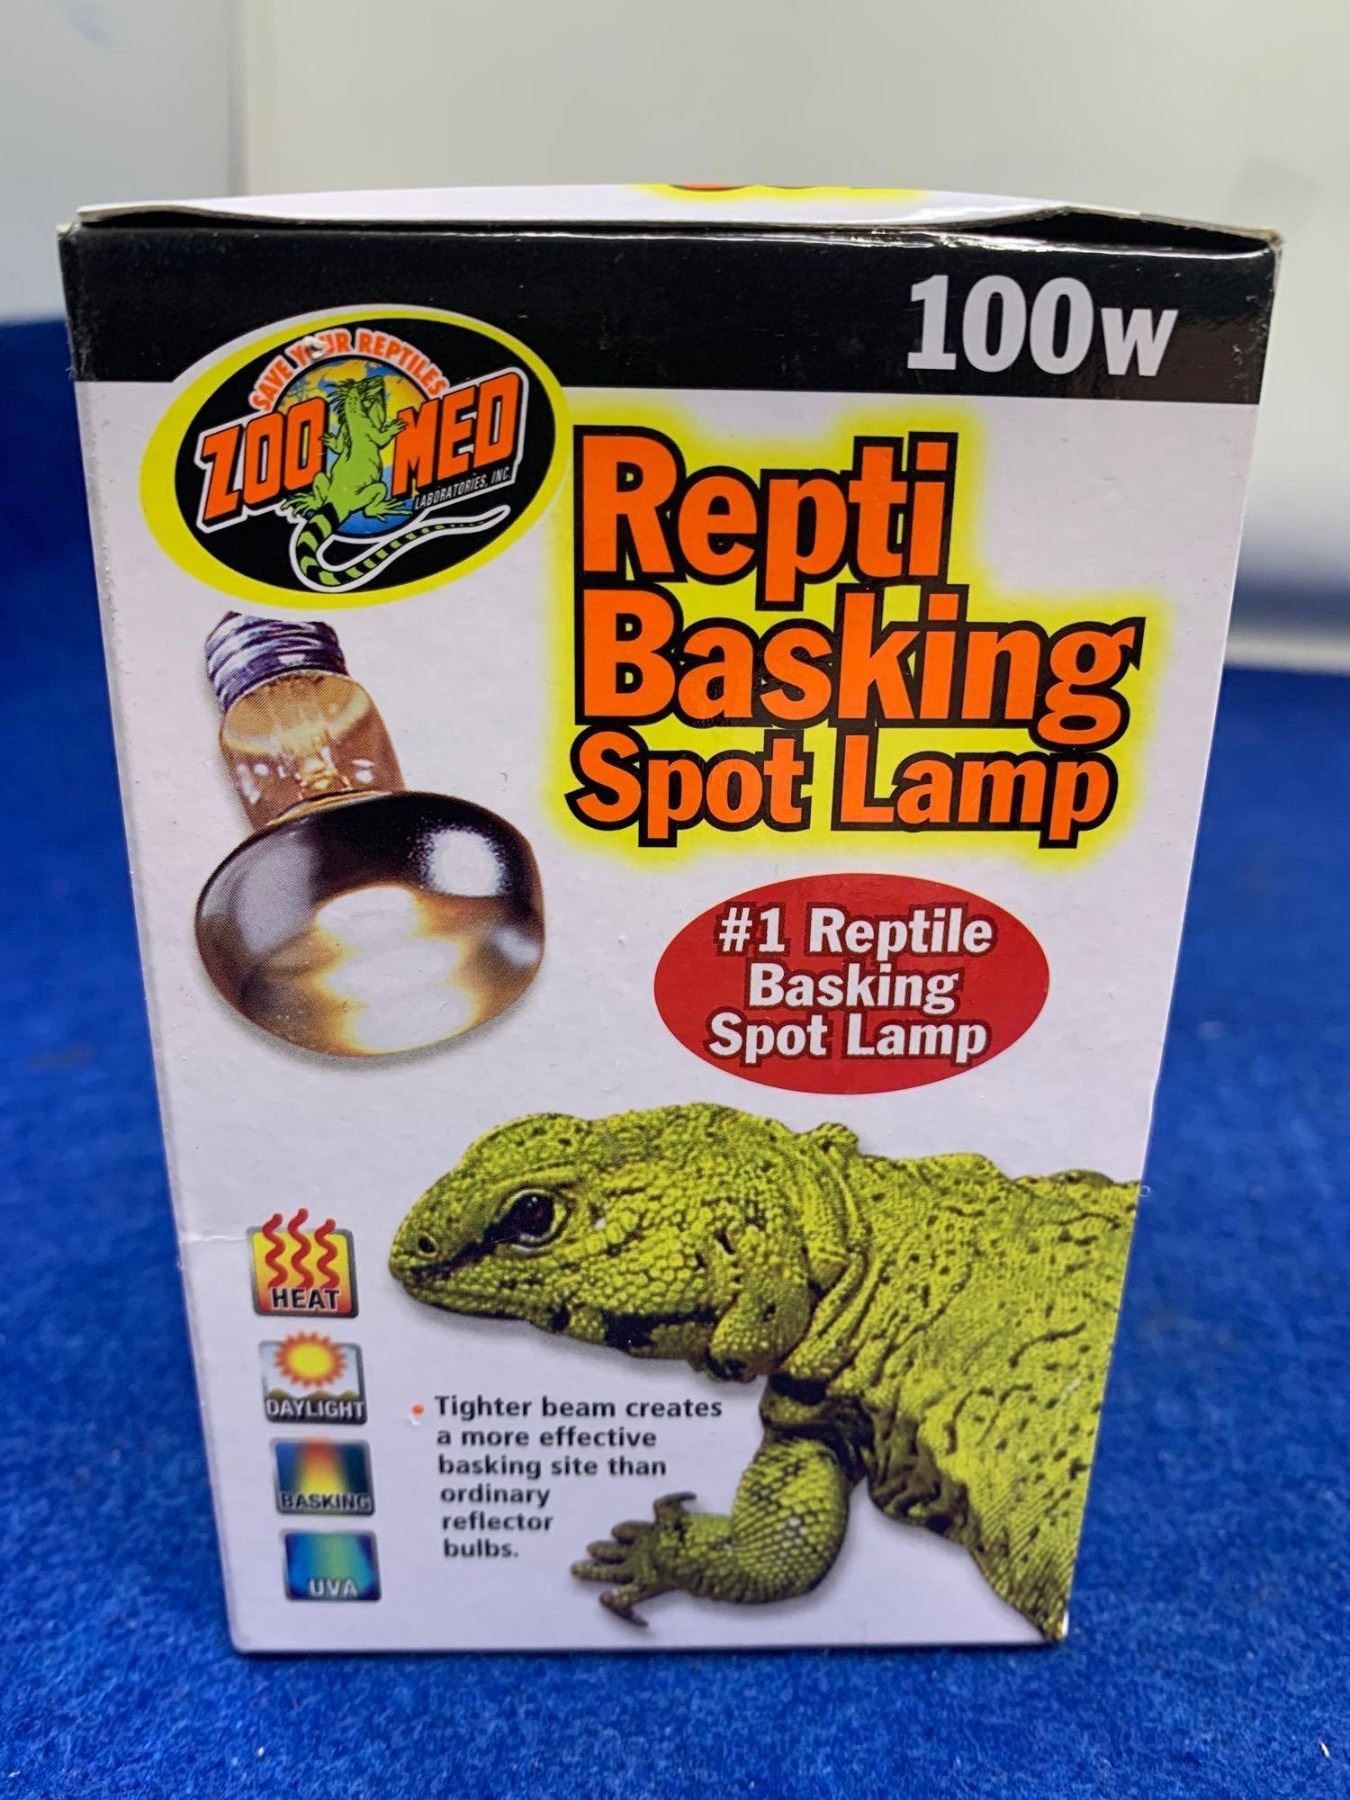 100W
SAVE YOUR REPTILES
ZOO MED
LABORATORIES, INC.
Repti
Basking
Spot Lamp
#1 Reptile
Basking
Spot Lamp
HEAT
DAYLIGHT
BASKING
UVA
• Tighter beam creates
a more effective
basking site than
ordinary
reflector
bulbs.